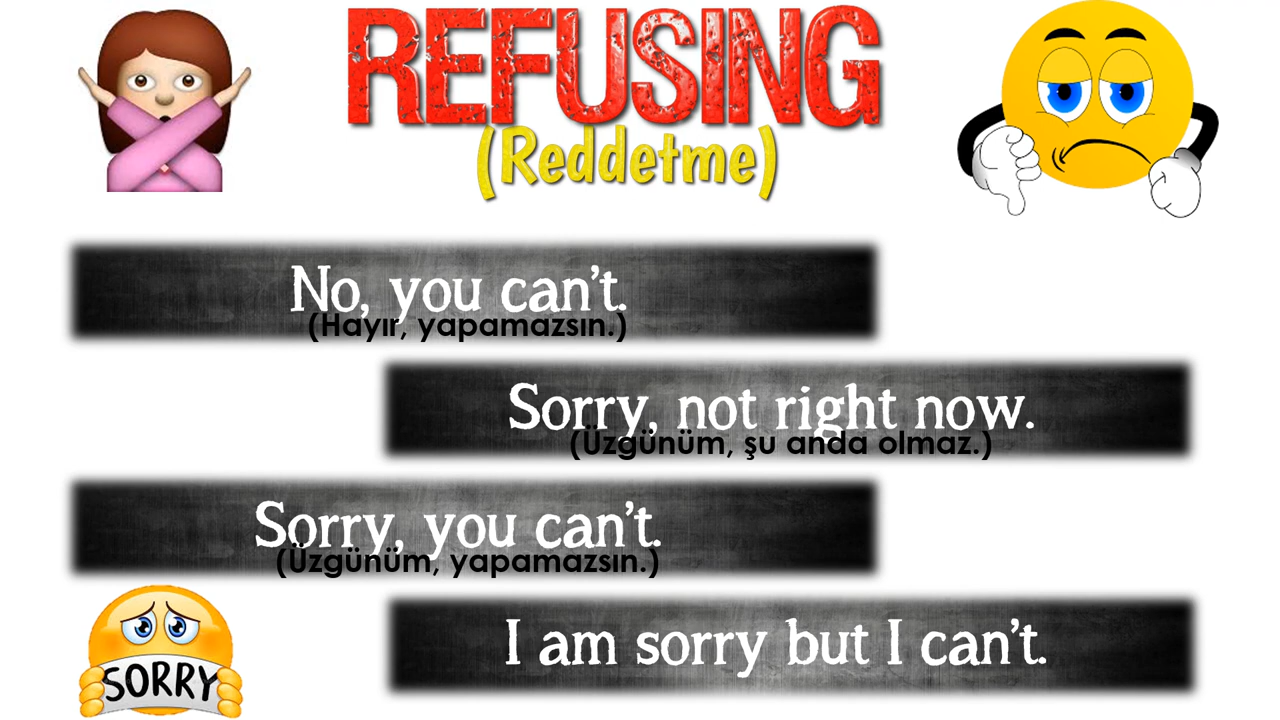 REFUSING
(Reddetme)
No, you can't.
(Hayır, yapamazsın.)
Sorry, not right now.
(Üzgünüm, şu anda olmaz.)
Sorry, you can't.
(Üzgünüm, yapamazsın.)
I am sorry but I can't.
SORRY